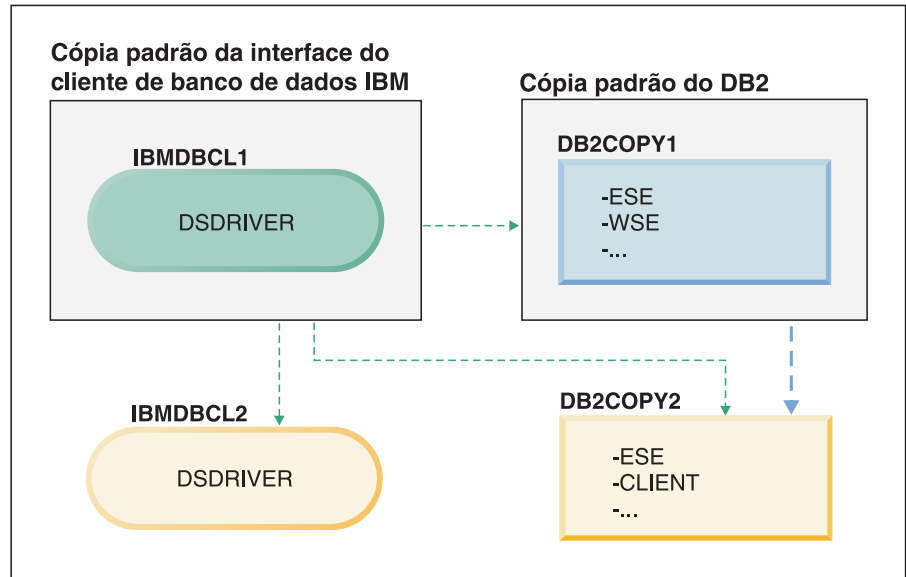 Cópia padrão da interface do
cliente de banco de dados IBM
IBMDBCL1
DSDRIVER
Cópia padrão do DB2
DB2COPY1
-ESE
-WSE
-...
IBMDBCL2
DSDRIVER
DB2COPY2
-ESE
-CLIENT
-...